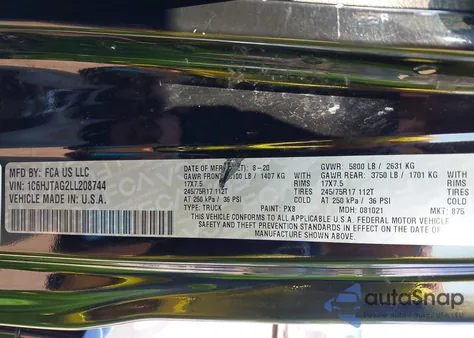 MFD BY: FCA US LLC
VIN: 1C6HJTAG2LL208744
VEHICLE MADE IN: U.S.A.
DATE OF 8-20 GVWR: 5800 LB / 2631 KG
GAWR FRONT LB / 1407 KG GAWR REAR: 3750 LB / 1701 KG
17X7.5 RIMS 17X7.5 RIMS
245/75R17 112T TIRES 245/75R17 112T TIRES
AT 250 kPa / 36 PSI COLD AT 250 kPa / 36 PSI COLD
TYPE: TRUCK PAINT: PX8 MDH: 081021 MKT: 875
THIS VEHICLE CONFORMS TO ALL APPLICABLE U.S.A. FEDERAL MOTOR VEHICLE
SAFETY AND THEFT PREVENTION STANDARDS IN EFFECT ON THE DATE OF
MANUFACTURE SHOWN ABOVE.
autoSnap